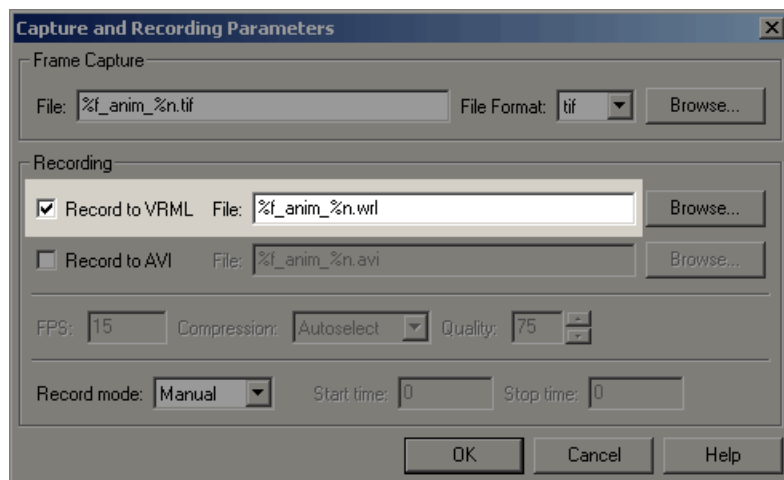 Capture and Recording Parameters
Frame Capture
File: %f_anim_%n.tif File Format: tif Browse...
Recording
Record to VRML File: %f_anim_%n.wrl Browse...
Record to AVI File: %f_anim_%n.avi Browse...
FPS: 15 Compression: Autoselect Quality: 75
Record mode: Manual Start time: 0 Stop time: 0
OK Cancel Help